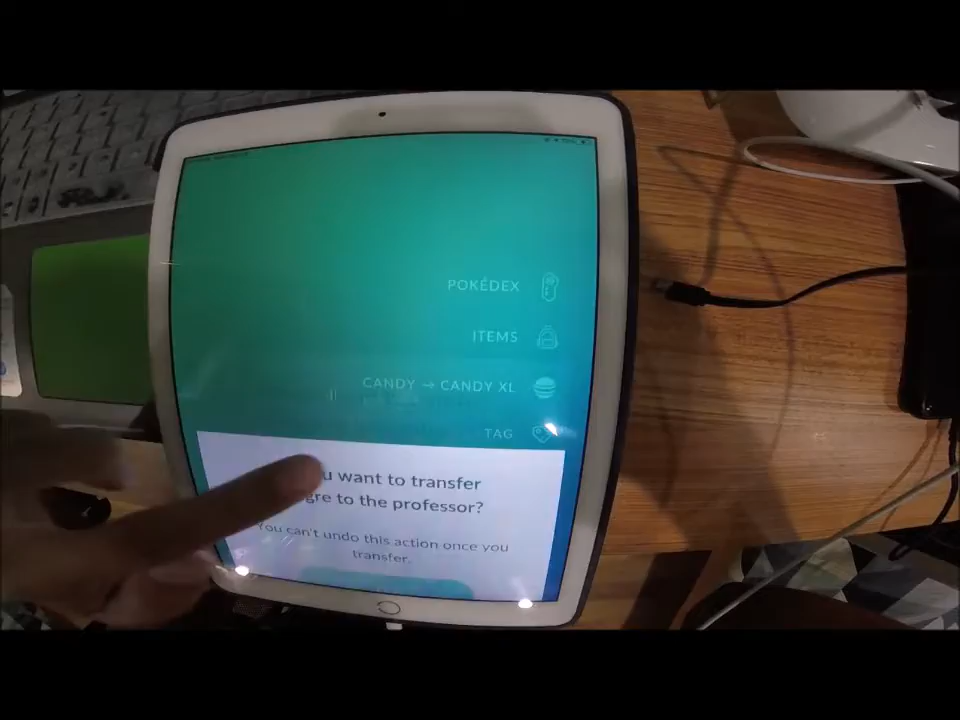 POKÉDEX
ITEMS
CANDY → CANDY XL
TAG
want to transfer
to the professor?
You can't undo this action once you
transfer.